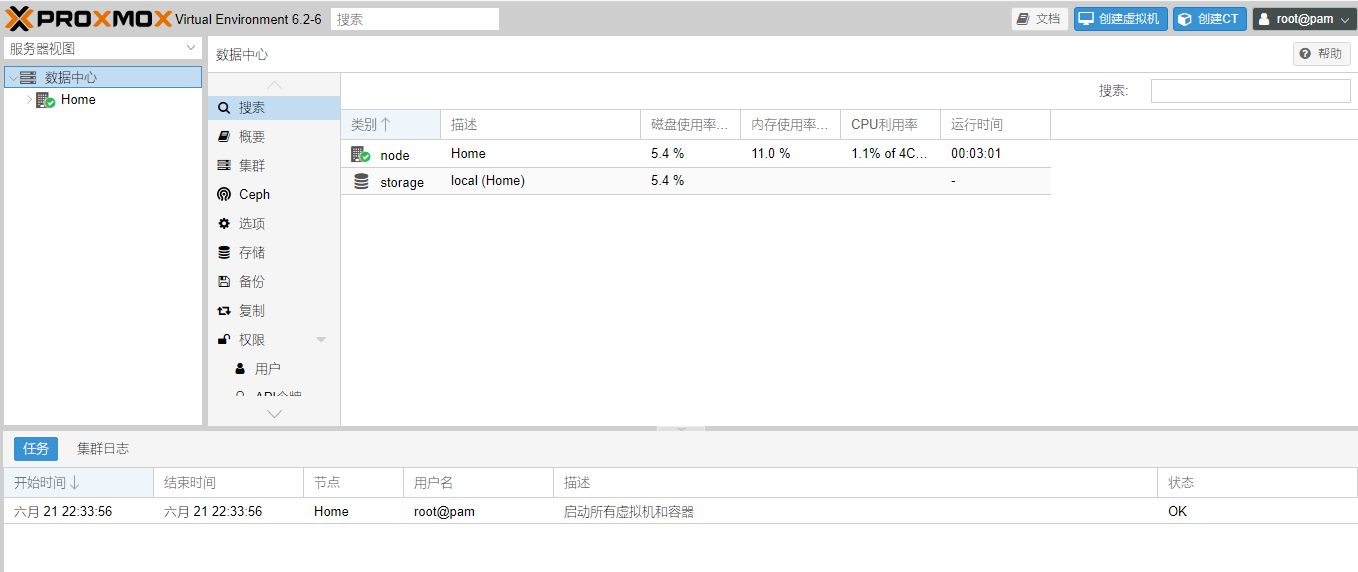 PROXMOX Virtual Environment 6.2-6 搜索 文档 创建虚拟机 创建CT root@pam
服务器视图
数据中心
Home
数据中心 帮助
搜索
概要
集群
Ceph
选项
存储
备份
复制
权限
用户
搜索:
类别 描述 磁盘使用率... 内存使用率... CPU利用率 运行时间
node Home 5.4 % 11.0 % 1.1% of 4C... 00:03:01
storage local (Home) 5.4 % -
任务 集群日志
开始时间 结束时间 节点 用户名 描述 状态
六月 21 22:33:56 六月 21 22:33:56 Home root@pam 启动所有虚拟机和容器 OK